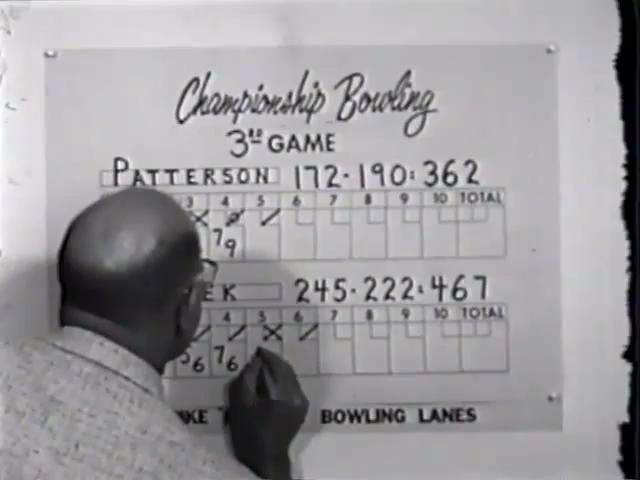 Championship Bowling
3RD GAME
PATTERSON 172-190:362
3 4 5 6 7 8 9 10 TOTAL
79
EK 245-222:467
4 5 6 7 8 9 10 TOTAL
56 76
KE BOWLING LANES